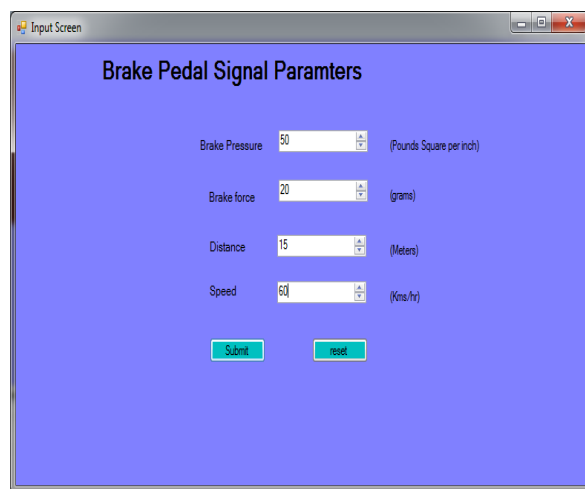 Input Screen
Brake Pedal Signal Paramters
Brake Pressure 50 (Pounds Square per inch)
Brake force 20 (grams)
Distance 15 (Meters)
Speed 60 (Kms/hr)
Submit reset